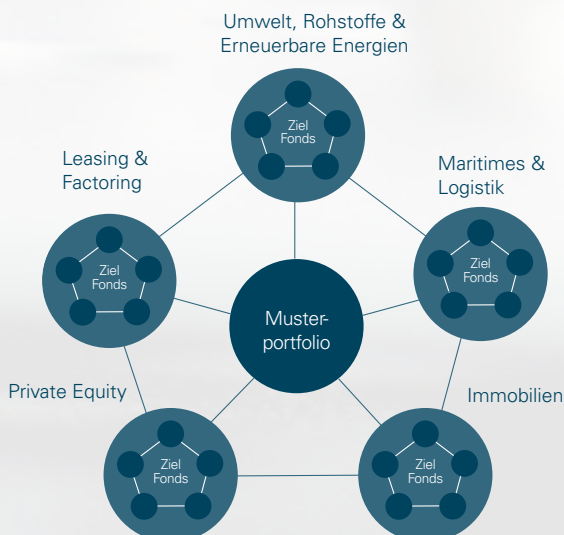 Umwelt, Rohstoffe &
Erneuerbare Energien
Ziel
Fonds
Leasing &
Factoring
Maritimes &
Logistik
Ziel
Fonds
Ziel
Fonds
Muster-
portfolio
Private Equity
Immobilien
Ziel
Fonds
Ziel
Fonds